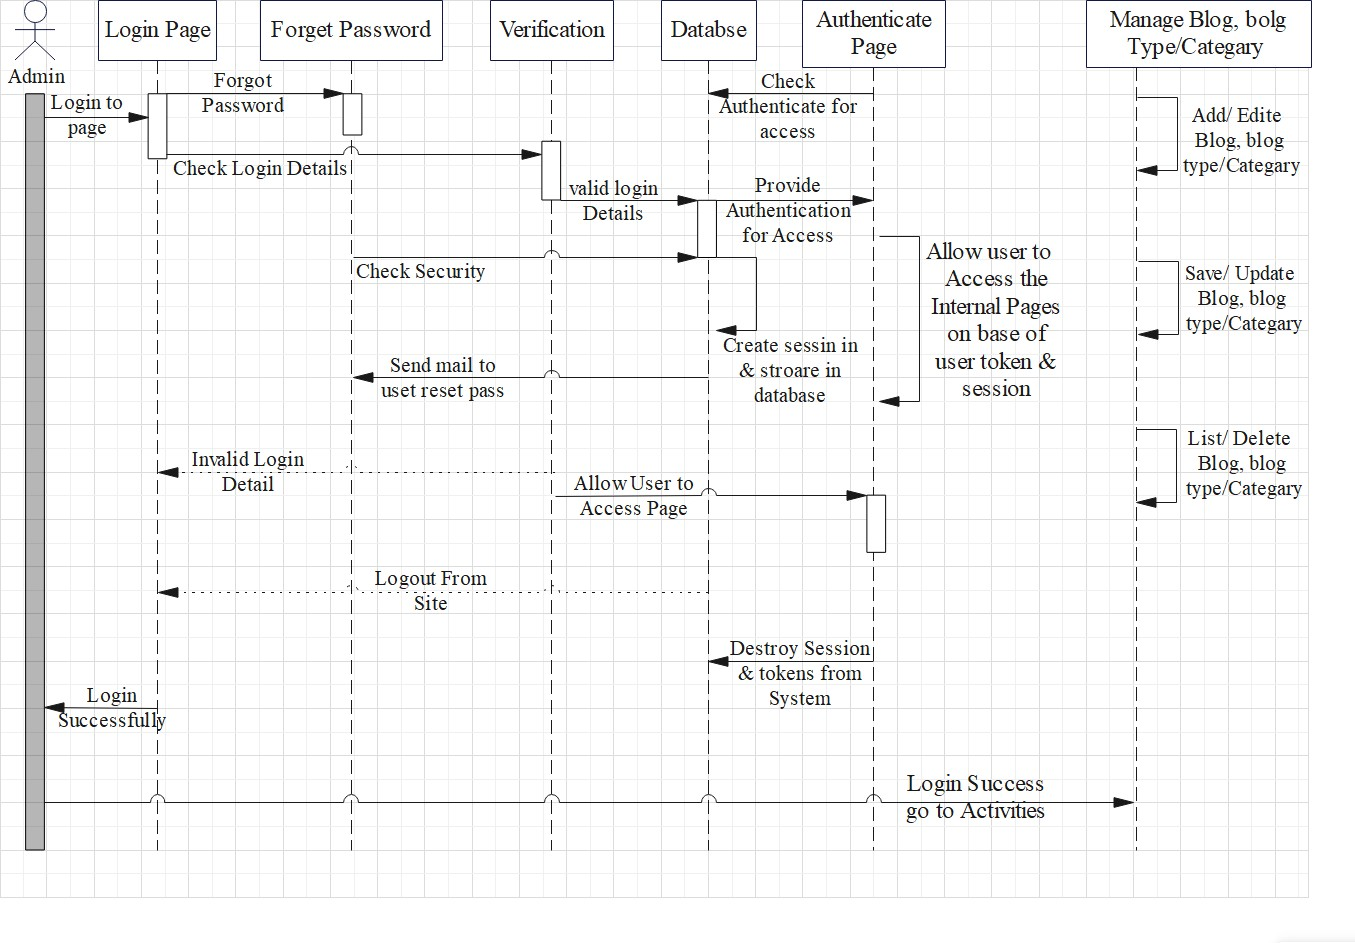 Login Page
Forget Password
Verification
Databse
Authenticate
Page
Manage Blog, bolg
Type/Categary
Admin
Login to
page
Forgot
Password
Check
Authenticate for
access
Add/ Edite
Blog, blog
type/Categary
Check Login Details
valid login
Details
Provide
Authentication
for Access
Allow user to
Access the
Internal Pages
on base of
user token &
session
Check Security
Save/ Update
Blog, blog
type/Categary
Create sessin in
& stroare in
database
Send mail to
uset reset pass
List/ Delete
Blog, blog
type/Categary
Invalid Login
Detail
Allow User to
Access Page
Logout From
Site
Destroy Session
& tokens from
System
Login
Successfully
Login Success
go to Activities